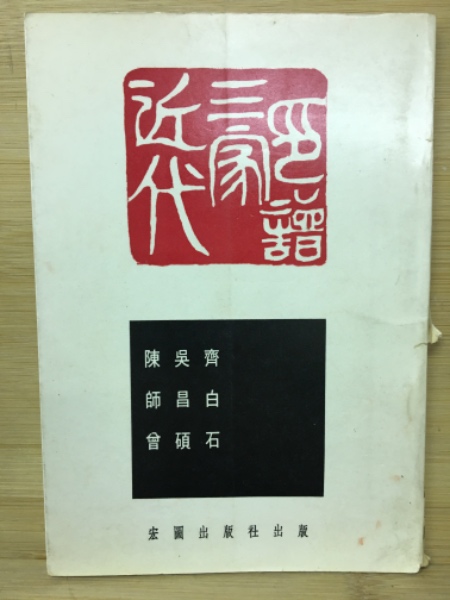 近代
三家
印譜
齊白石
吳昌碩
陳師曾
宏圖出版社出版